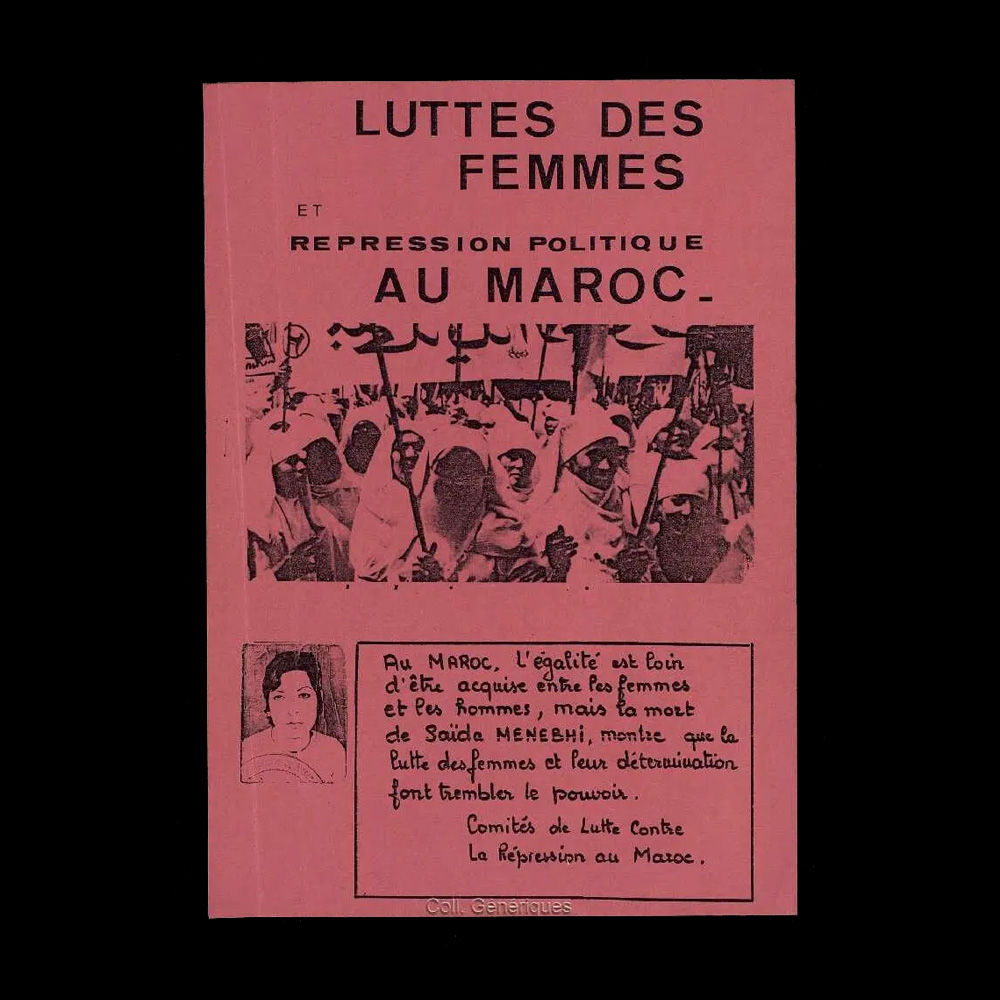 LUTTES DES
FEMMES
ET
REPRESSION POLITIQUE
AU MAROC_
Au MAROC, l'égalité est loin
d'être acquise entre les femmes
et les hommes, mais la mort
de Saïda MENEBHi, montre que la
lutte des femmes et leur détermination
font trembler le pouvoir.
Comités de Lutte Contre
La Répression au Maroc.
Coll. Génériques